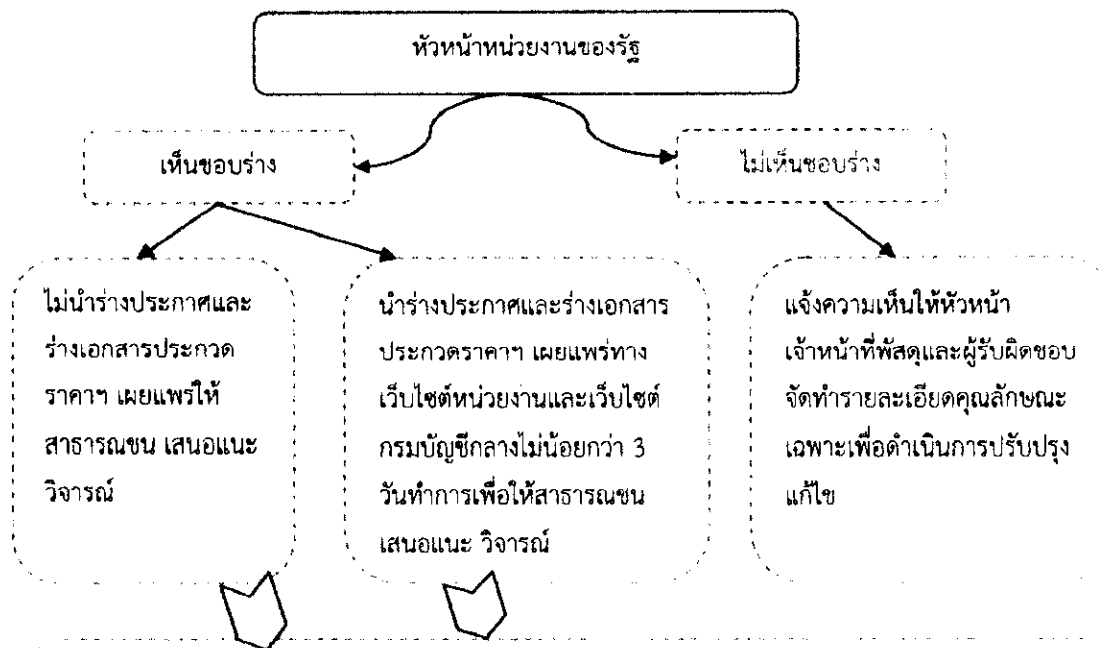 หัวหน้าหน่วยงานของรัฐ
เห็นชอบร่าง
ไม่เห็นชอบร่าง
ไม่นำร่างประกาศและ
ร่างเอกสารประกวด
ราคาฯ เผยแพร่ให้
สาธารณชน เสนอแนะ
วิจารณ์
นำร่างประกาศและร่างเอกสาร
ประกวดราคาฯ เผยแพร่ทาง
เว็บไซต์หน่วยงานและเว็บไซต์
กรมบัญชีกลางไม่น้อยกว่า 3
วันทำการเพื่อให้สาธารณชน
เสนอแนะ วิจารณ์
แจ้งความเห็นให้หัวหน้า
เจ้าหน้าที่พัสดุและผู้รับผิดชอบ
จัดทำรายละเอียดคุณลักษณะ
เฉพาะเพื่อดำเนินการปรับปรุง
แก้ไข